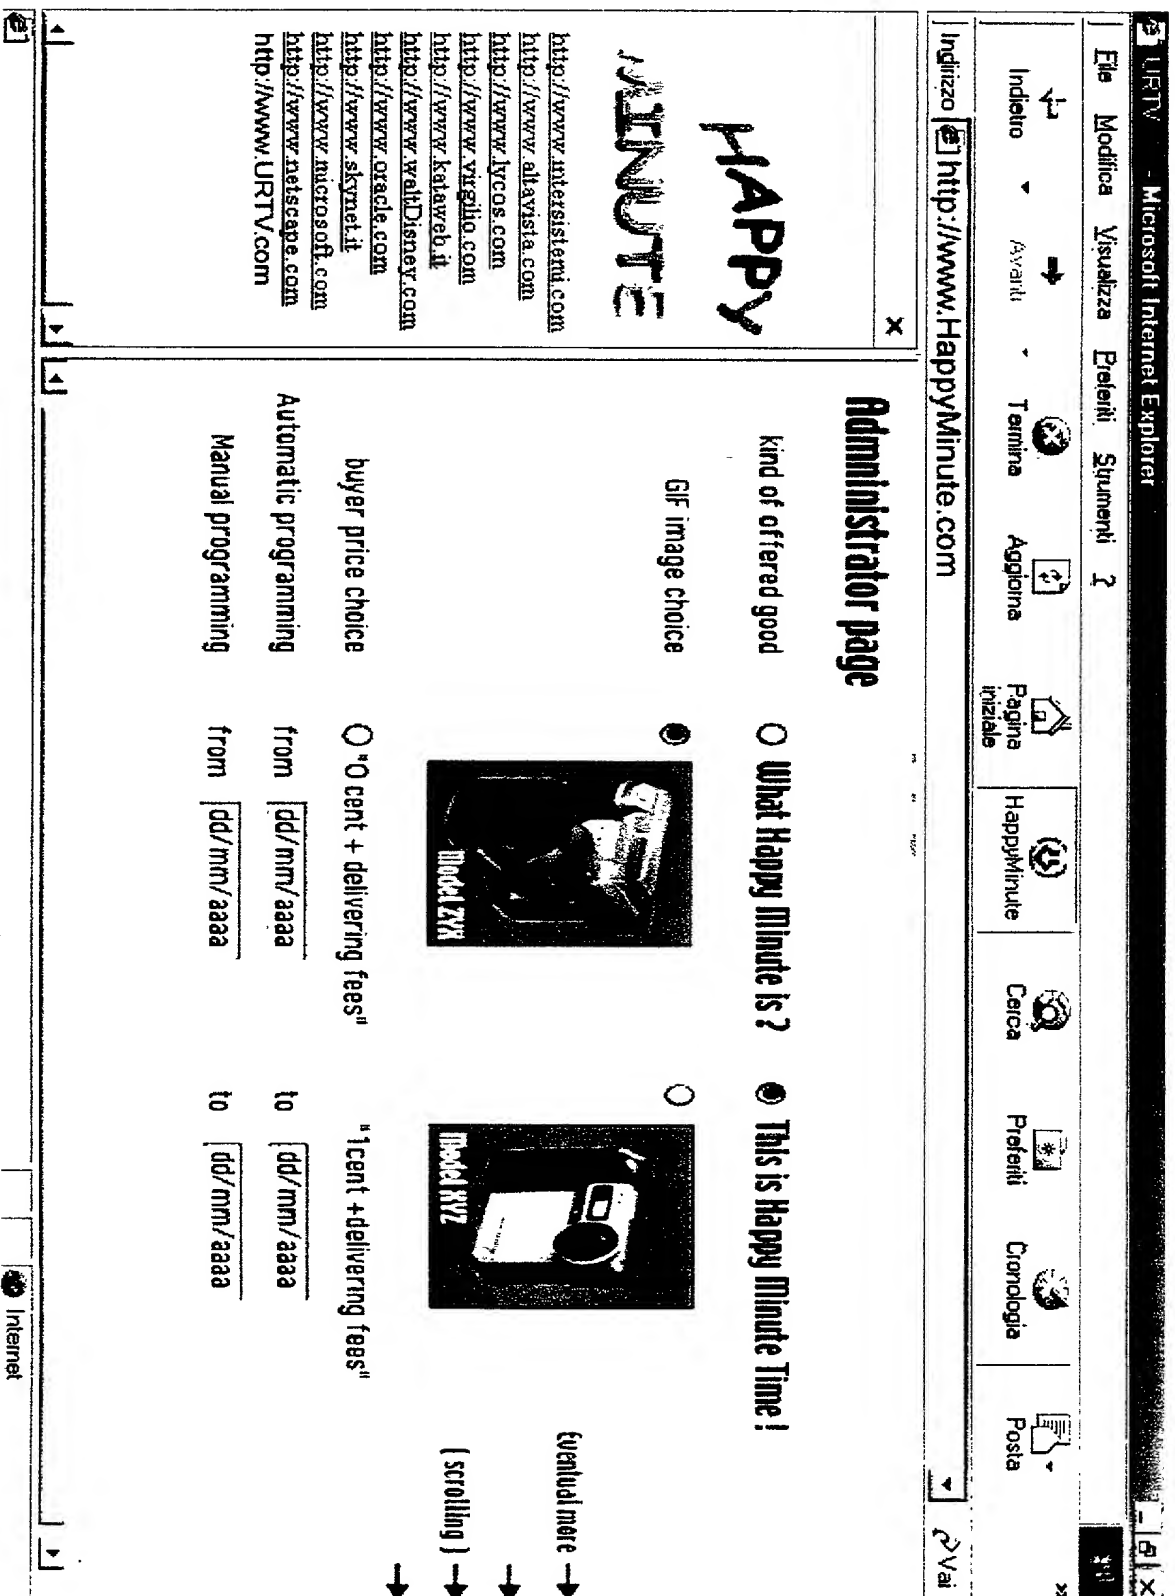 URTV - Microsoft Internet Explorer
File Modifica Visualizza Preferiti Strumenti ?
Indietro Avanti Termina Aggiorna Pagina iniziale HappyMinute Cerca Preferiti Cronologia Posta »
Indirizzo http://www.HappyMinute.com Vai
HAPPY
MINUTE
http://www.intersistemi.com
http://www.altavista.com
http://www.lycos.com
http://www.virgilio.com
http://www.kataweb.it
http://www.waltDisney.com
http://www.oracle.com
http://www.skynet.it
http://www.microsoft.com
http://www.netscape.com
http://www.URTV.com
Admninistrator page
kind of offered good What Happy Minute is ? This is Happy Minute Time !
GIF image choice
Model ZYX Model XYZ
Eventual more
( scrolling )
buyer price choice "0 cent + delivering fees" "1cent +delivering fees"
Automatic programming from dd/mm/aaaa to dd/mm/aaaa
Manual programming from dd/mm/aaaa to dd/mm/aaaa
Internet